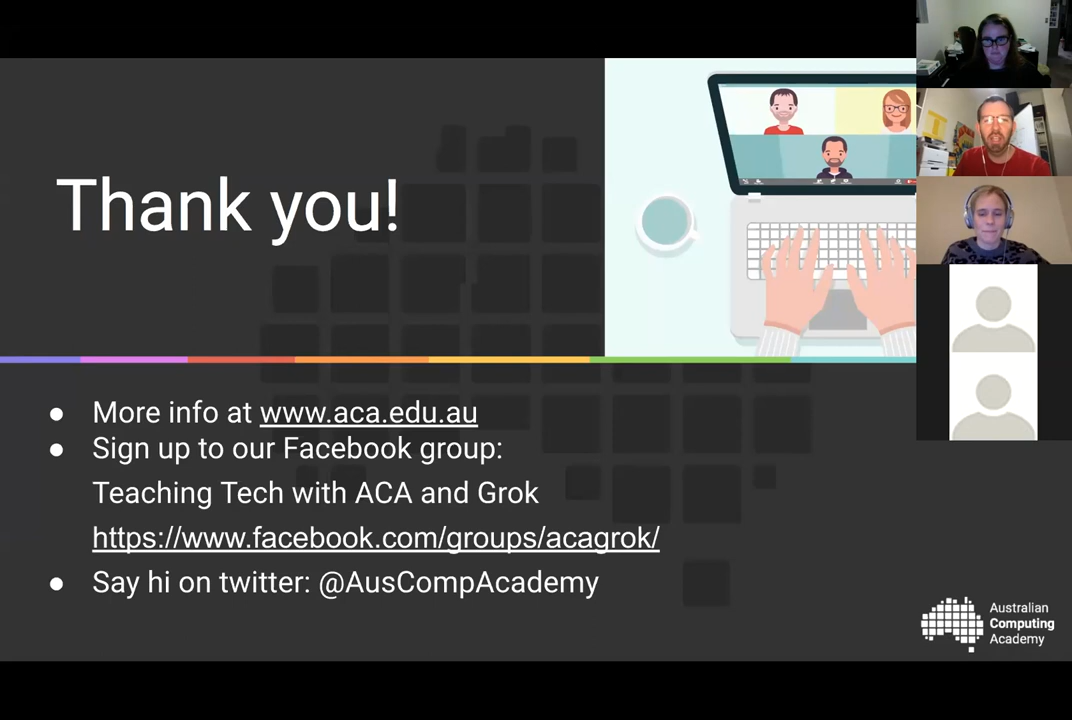 Thank you!
More info at www.aca.edu.au
Sign up to our Facebook group:
Teaching Tech with ACA and Grok
https://www.facebook.com/groups/acagrok/
Say hi on twitter: @AusCompAcademy
Australian
Computing
Academy